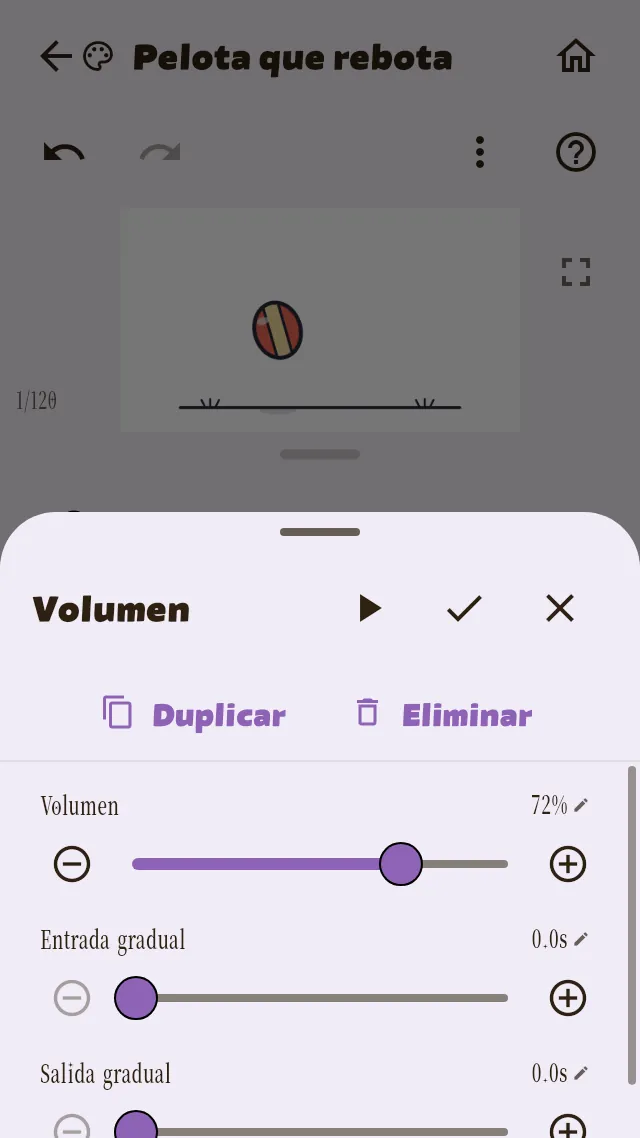 Pelota que rebota
1/120
Volumen
Duplicar
Eliminar
Volumen
72%
Entrada gradual
0.0s
Salida gradual
0.0s